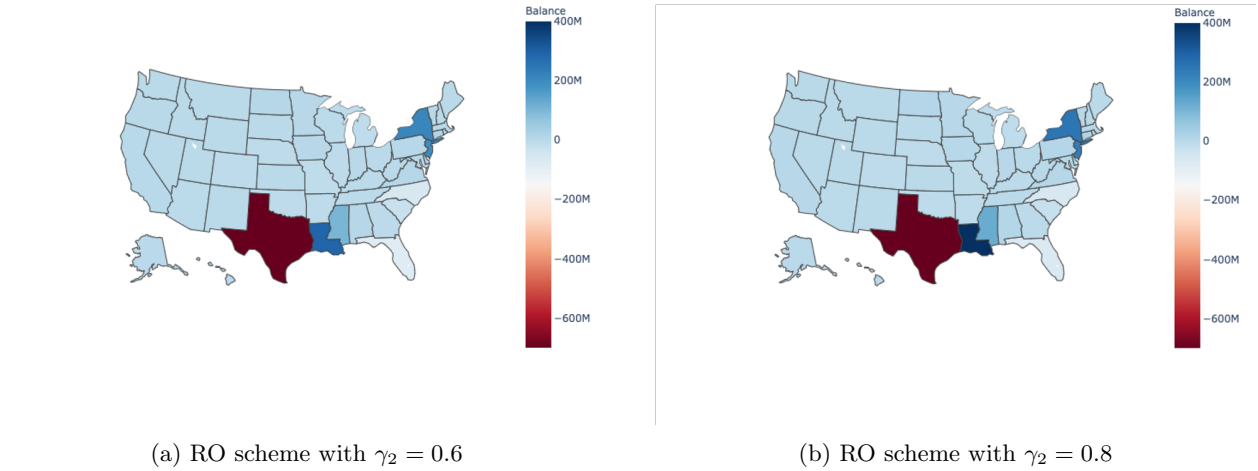 Balance
400M
200M
0
−200M
−400M
−600M
Balance
400M
200M
0
−200M
−400M
−600M
(a) RO scheme with γ₂ = 0.6
(b) RO scheme with γ₂ = 0.8